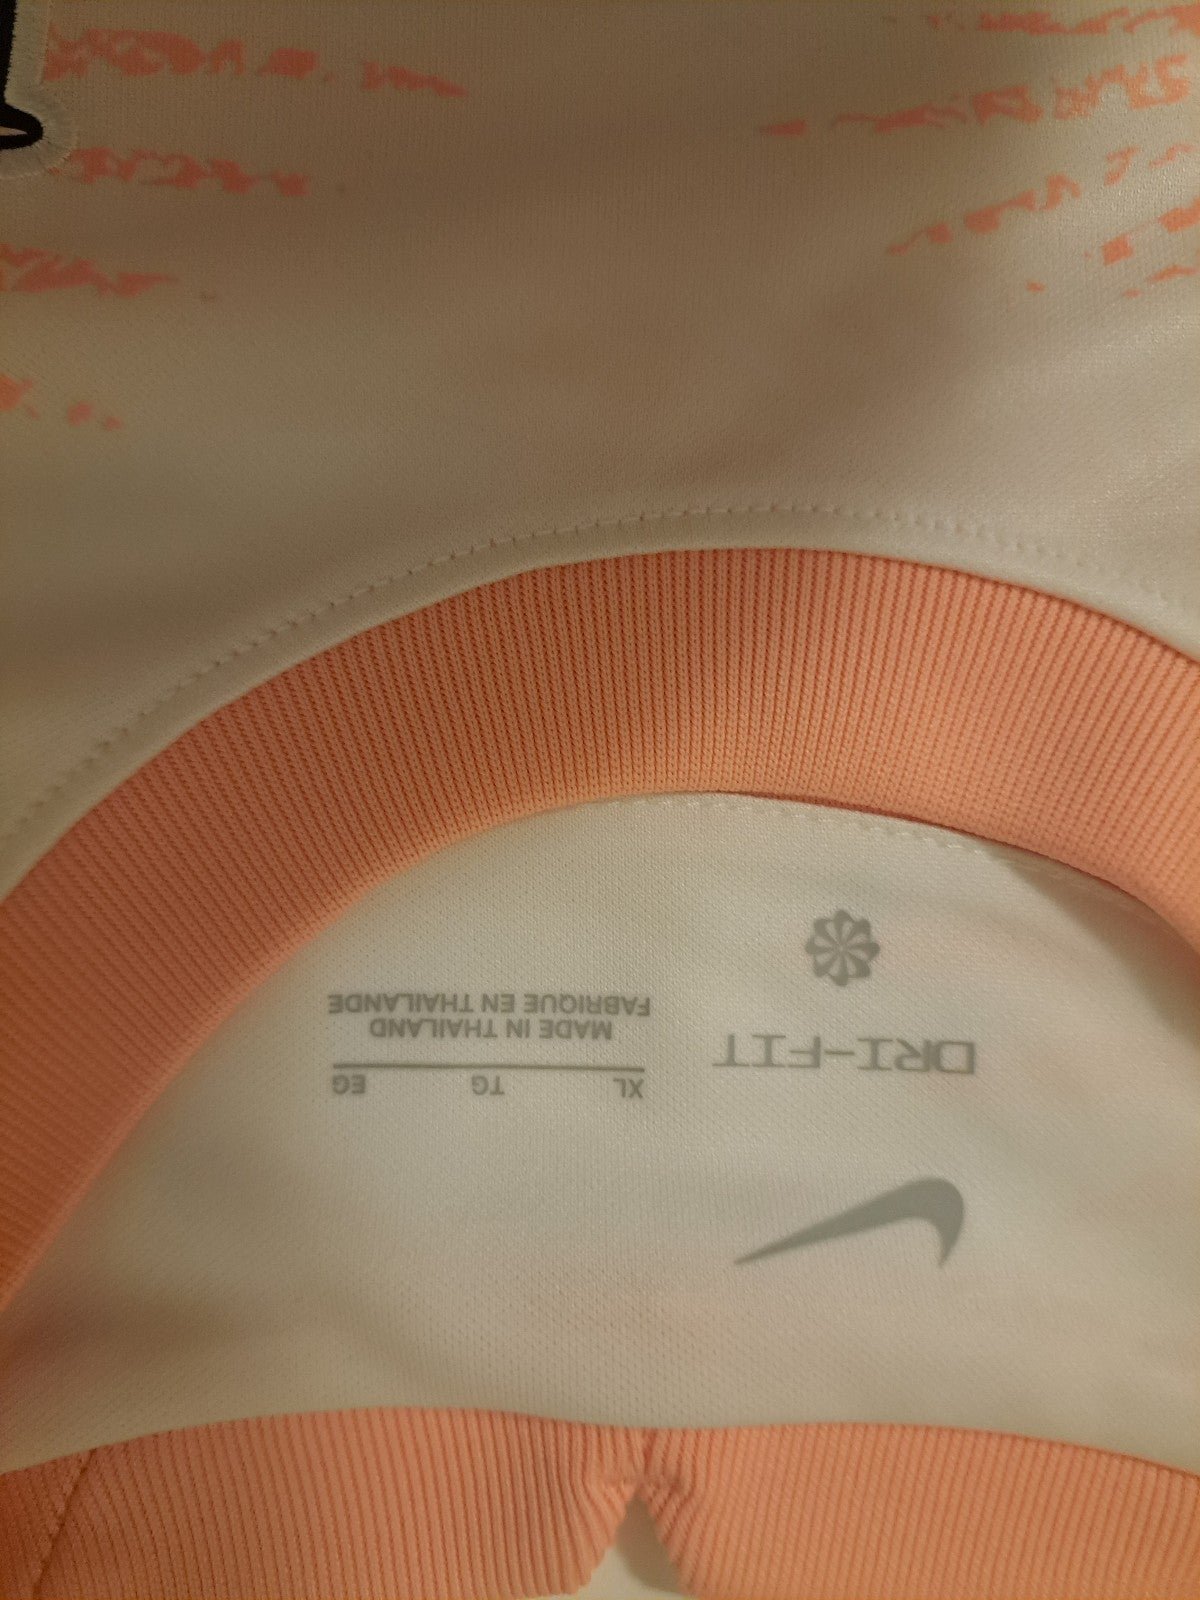 DRI-FIT
XL TG EG
MADE IN THAILAND
FABRIQUE EN THAILANDE